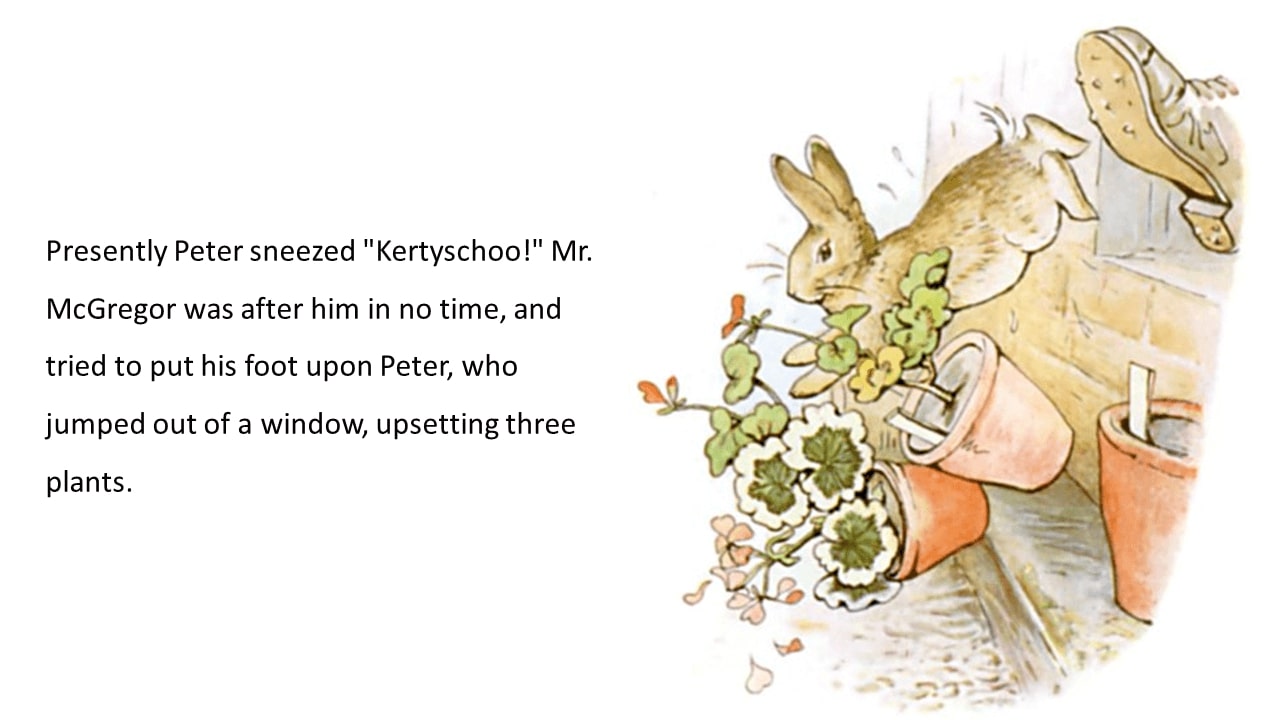 Presently Peter sneezed "Kertyschoo!" Mr.
McGregor was after him in no time, and
tried to put his foot upon Peter, who
jumped out of a window, upsetting three
plants.